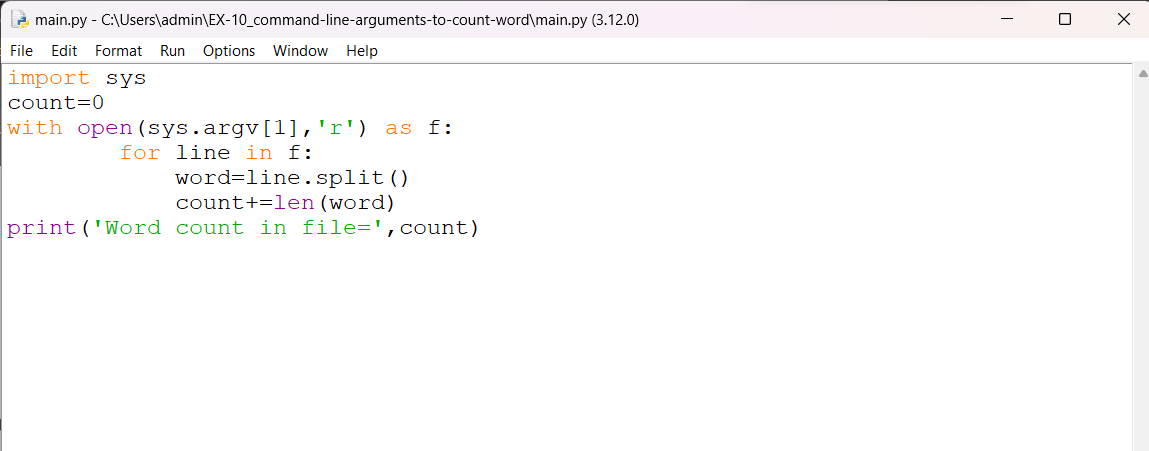 main.py - C:\Users\admin\EX-10_command-line-arguments-to-count-word\main.py (3.12.0)
File Edit Format Run Options Window Help
import sys
count=0
with open(sys.argv[1],'r') as f:
        for line in f:
            word=line.split()
            count+=len(word)
print('Word count in file=',count)